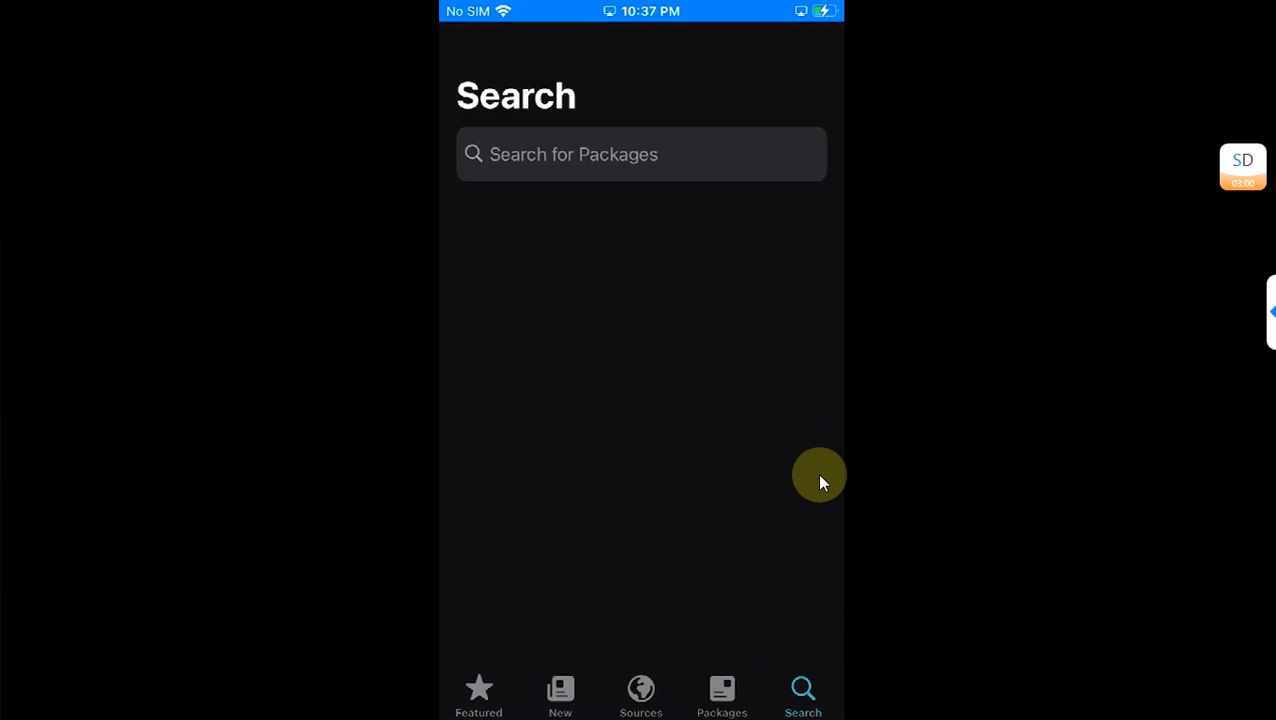 No SIM 10:37 PM
Search
Search for Packages
SD
03:00
Featured New Sources Packages Search